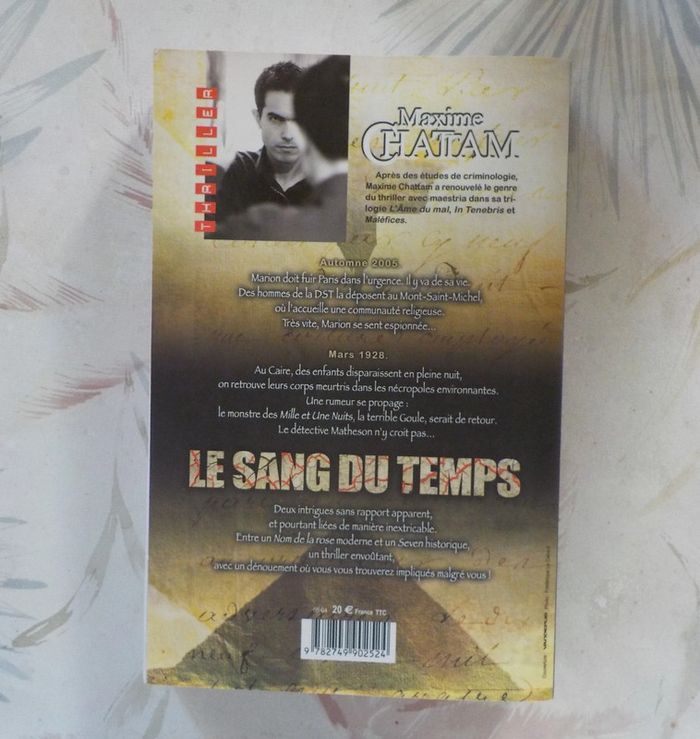 THRILLER
Maxime
CHATTAM
Après des études de criminologie,
Maxime Chattam a renouvelé le genre
du thriller avec maestria dans sa tri-
logie L'Âme du mal, In Tenebris et
Maléfices.
Automne 2005.
Marion doit fuir Paris dans l'urgence. Il y va de sa vie.
Des hommes de la DST la déposent au Mont-Saint-Michel,
où l'accueille une communauté religieuse.
Très vite, Marion se sent espionnée...
Mars 1928.
Au Caire, des enfants disparaissent en pleine nuit,
on retrouve leurs corps meurtris dans les nécropoles environnantes.
Une rumeur se propage :
le monstre des Mille et Une Nuits, la terrible Goule, serait de retour.
Le détective Matheson n'y croit pas...
LE SANG DU TEMPS
Deux intrigues sans rapport apparent,
et pourtant liées de manière inextricable.
Entre un Nom de la rose moderne et un Seven historique,
un thriller envoûtant,
avec un dénouement où vous vous trouverez impliqués malgré vous !
20 € France TTC
9 782749 902524